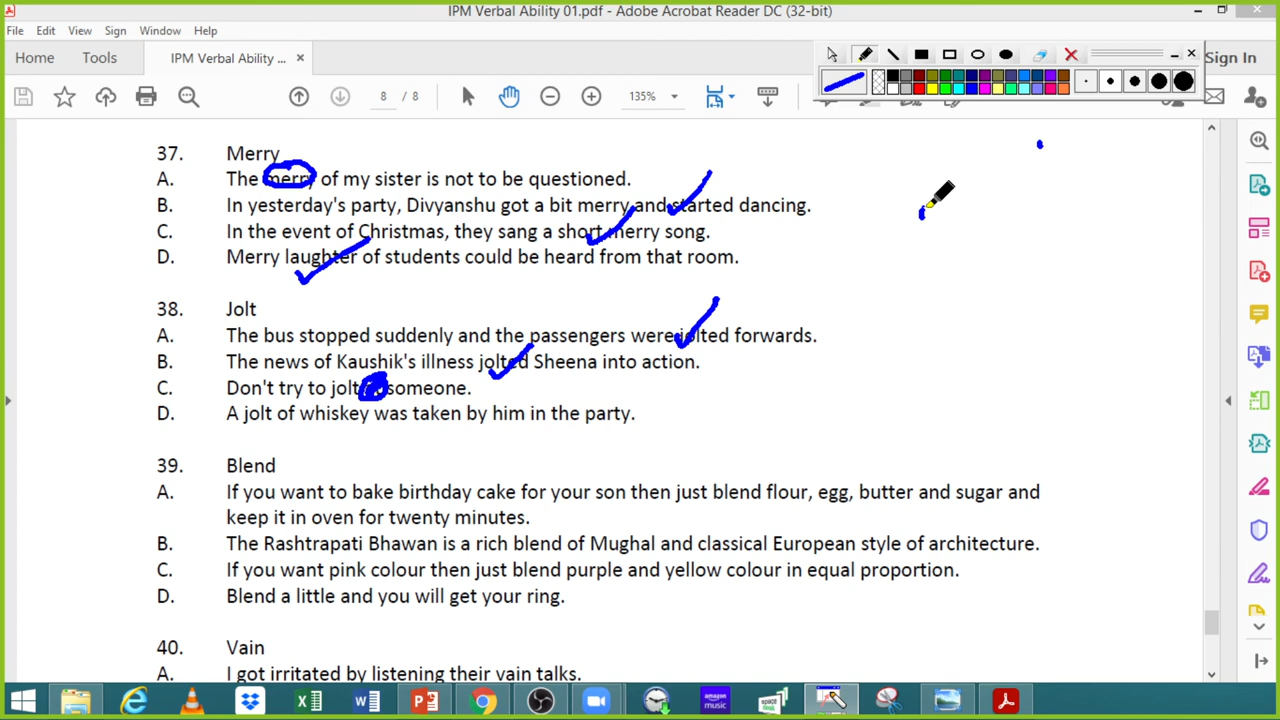 IPM Verbal Ability 01.pdf - Adobe Acrobat Reader DC (32-bit)
File Edit View Sign Window Help
Home Tools IPM Verbal Ability ... × Sign In
8 / 8 135%
37. Merry
A. The merry of my sister is not to be questioned.
B. In yesterday's party, Divyanshu got a bit merry and started dancing.
C. In the event of Christmas, they sang a short merry song.
D. Merry laughter of students could be heard from that room.
38. Jolt
A. The bus stopped suddenly and the passengers were jolted forwards.
B. The news of Kaushik's illness jolted Sheena into action.
C. Don't try to jolt someone.
D. A jolt of whiskey was taken by him in the party.
39. Blend
A. If you want to bake birthday cake for your son then just blend flour, egg, butter and sugar and
keep it in oven for twenty minutes.
B. The Rashtrapati Bhawan is a rich blend of Mughal and classical European style of architecture.
C. If you want pink colour then just blend purple and yellow colour in equal proportion.
D. Blend a little and you will get your ring.
40. Vain
A. I got irritated by listening their vain talks.
amazon music